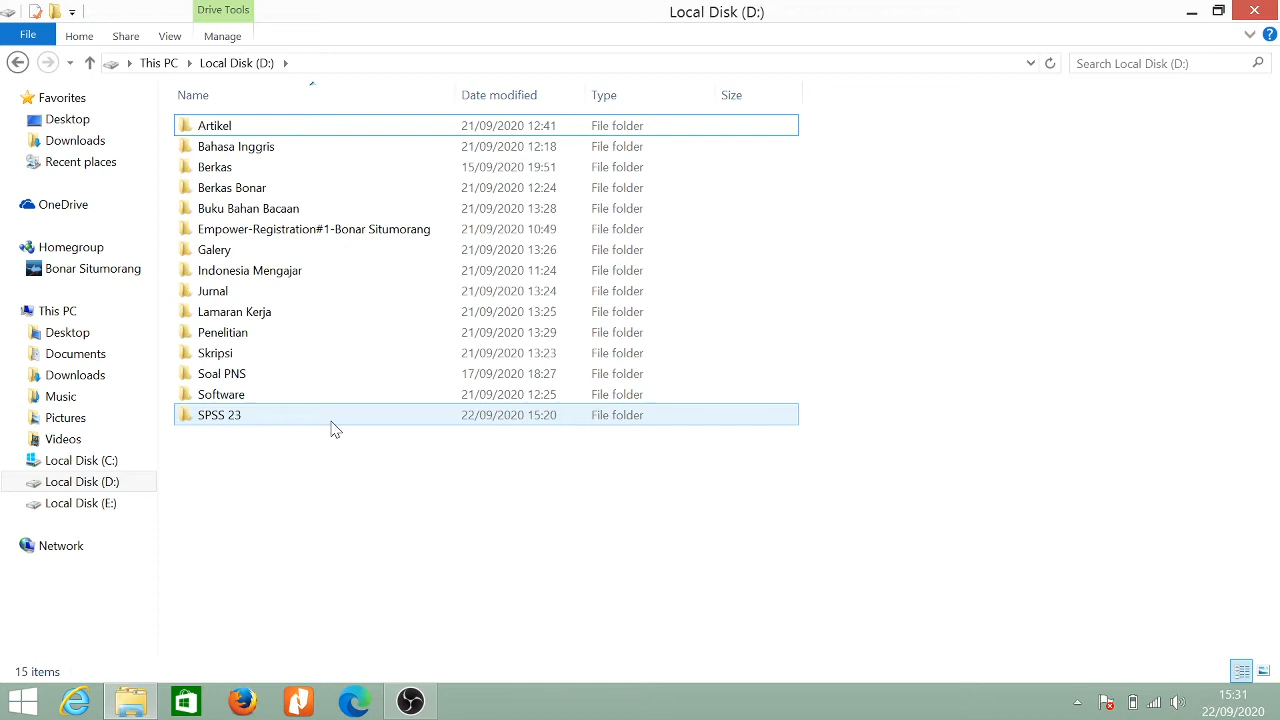 Drive Tools
Local Disk (D:)
File Home Share View Manage
This PC Local Disk (D:)
Search Local Disk (D:)
Name Date modified Type Size
Favorites
Desktop
Downloads
Recent places
OneDrive
Homegroup
Bonar Situmorang
This PC
Desktop
Documents
Downloads
Music
Pictures
Videos
Local Disk (C:)
Local Disk (D:)
Local Disk (E:)
Network
Artikel 21/09/2020 12:41 File folder
Bahasa Inggris 21/09/2020 12:18 File folder
Berkas 15/09/2020 19:51 File folder
Berkas Bonar 21/09/2020 12:24 File folder
Buku Bahan Bacaan 21/09/2020 13:28 File folder
Empower-Registration#1-Bonar Situmorang 21/09/2020 10:49 File folder
Galery 21/09/2020 13:26 File folder
Indonesia Mengajar 21/09/2020 11:24 File folder
Jurnal 21/09/2020 13:24 File folder
Lamaran Kerja 21/09/2020 13:25 File folder
Penelitian 21/09/2020 13:29 File folder
Skripsi 21/09/2020 13:23 File folder
Soal PNS 17/09/2020 18:27 File folder
Software 21/09/2020 12:25 File folder
SPSS 23 22/09/2020 15:20 File folder
15 items
15:31
22/09/2020